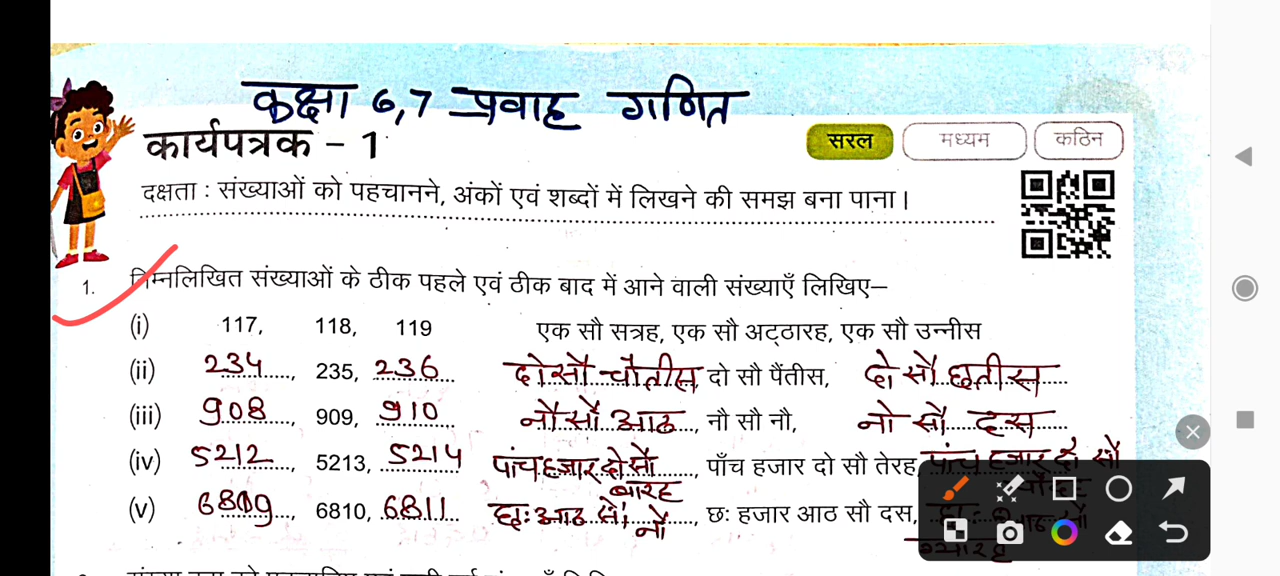 कक्षा 6,7 प्रवाह गणित
कार्यपत्रक – 1
सरल मध्यम कठिन
दक्षता : संख्याओं को पहचानने, अंकों एवं शब्दों में लिखने की समझ बना पाना।
1. निम्नलिखित संख्याओं के ठीक पहले एवं ठीक बाद में आने वाली संख्याएँ लिखिए–
(i) 117, 118, 119 एक सौ सत्रह, एक सौ अट्ठारह, एक सौ उन्नीस
(ii) 234, 235, 236 दो सौ चौतीस, दो सौ पैंतीस, दो सौ छतीस
(iii) 908, 909, 910 नौ सौ आठ, नौ सौ नौ, नो सौ दस
(iv) 5212, 5213, 5214 पांच हजार दो सौ बारह, पाँच हजार दो सौ तेरह, पांच हजार दो सौ
(v) 6809, 6810, 6811 छः आठ सौ नौ, छः हजार आठ सौ दस,